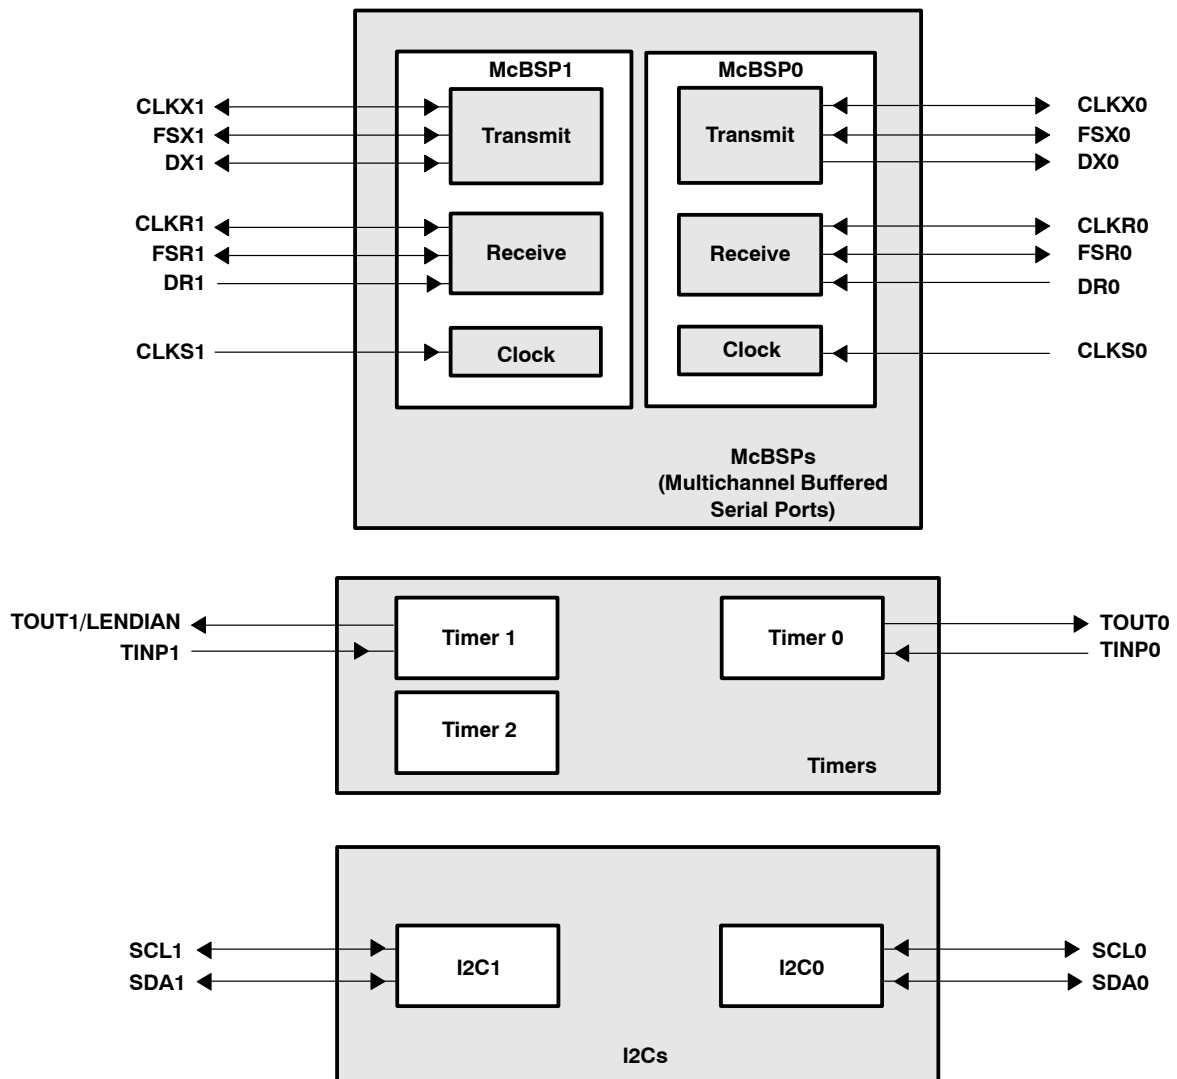 McBSP1
McBSP0
CLKX1
FSX1
DX1
Transmit
Transmit
CLKX0
FSX0
DX0
CLKR1
FSR1
DR1
Receive
Receive
CLKR0
FSR0
DR0
CLKS1
Clock
Clock
CLKS0
McBSPs
(Multichannel Buffered
Serial Ports)
TOUT1/LENDIAN
TINP1
Timer 1
Timer 0
TOUT0
TINP0
Timer 2
Timers
SCL1
SDA1
I2C1
I2C0
SCL0
SDA0
I2Cs